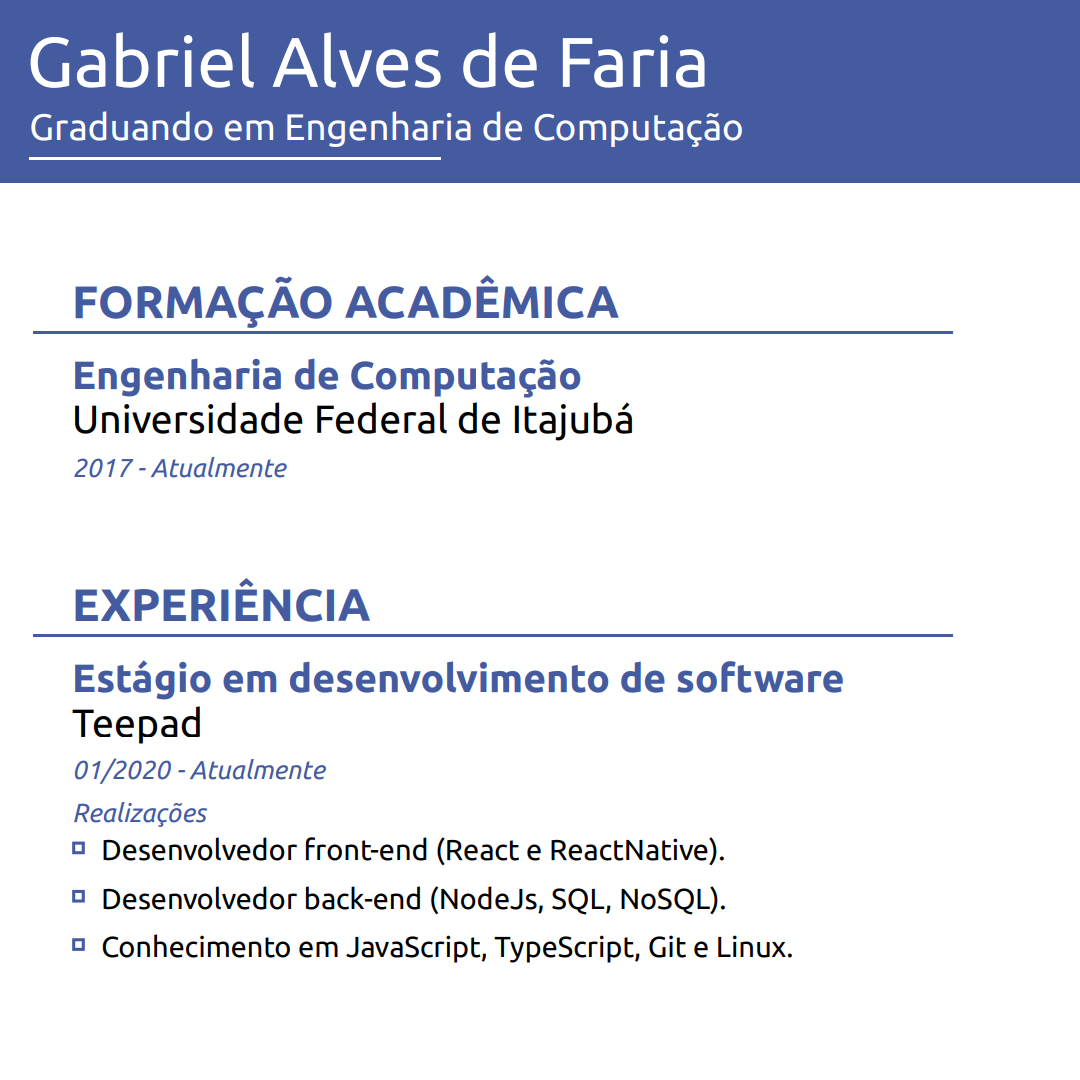 Gabriel Alves de Faria
Graduando em Engenharia de Computação
FORMAÇÃO ACADÊMICA
Engenharia de Computação
Universidade Federal de Itajubá
2017 - Atualmente
EXPERIÊNCIA
Estágio em desenvolvimento de software
Teepad
01/2020 - Atualmente
Realizações
Desenvolvedor front-end (React e ReactNative).
Desenvolvedor back-end (NodeJs, SQL, NoSQL).
Conhecimento em JavaScript, TypeScript, Git e Linux.